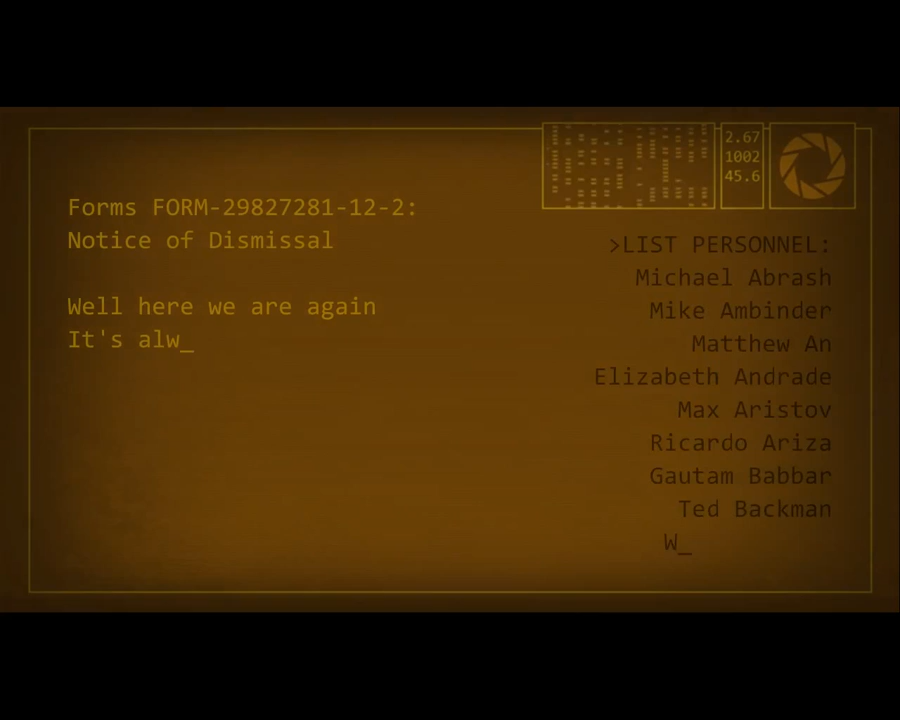 2.67
1002
45.6
Forms FORM-29827281-12-2:
Notice of Dismissal
Well here we are again
It's alw_
>LIST PERSONNEL:
Michael Abrash
Mike Ambinder
Matthew An
Elizabeth Andrade
Max Aristov
Ricardo Ariza
Gautam Babbar
Ted Backman
W_